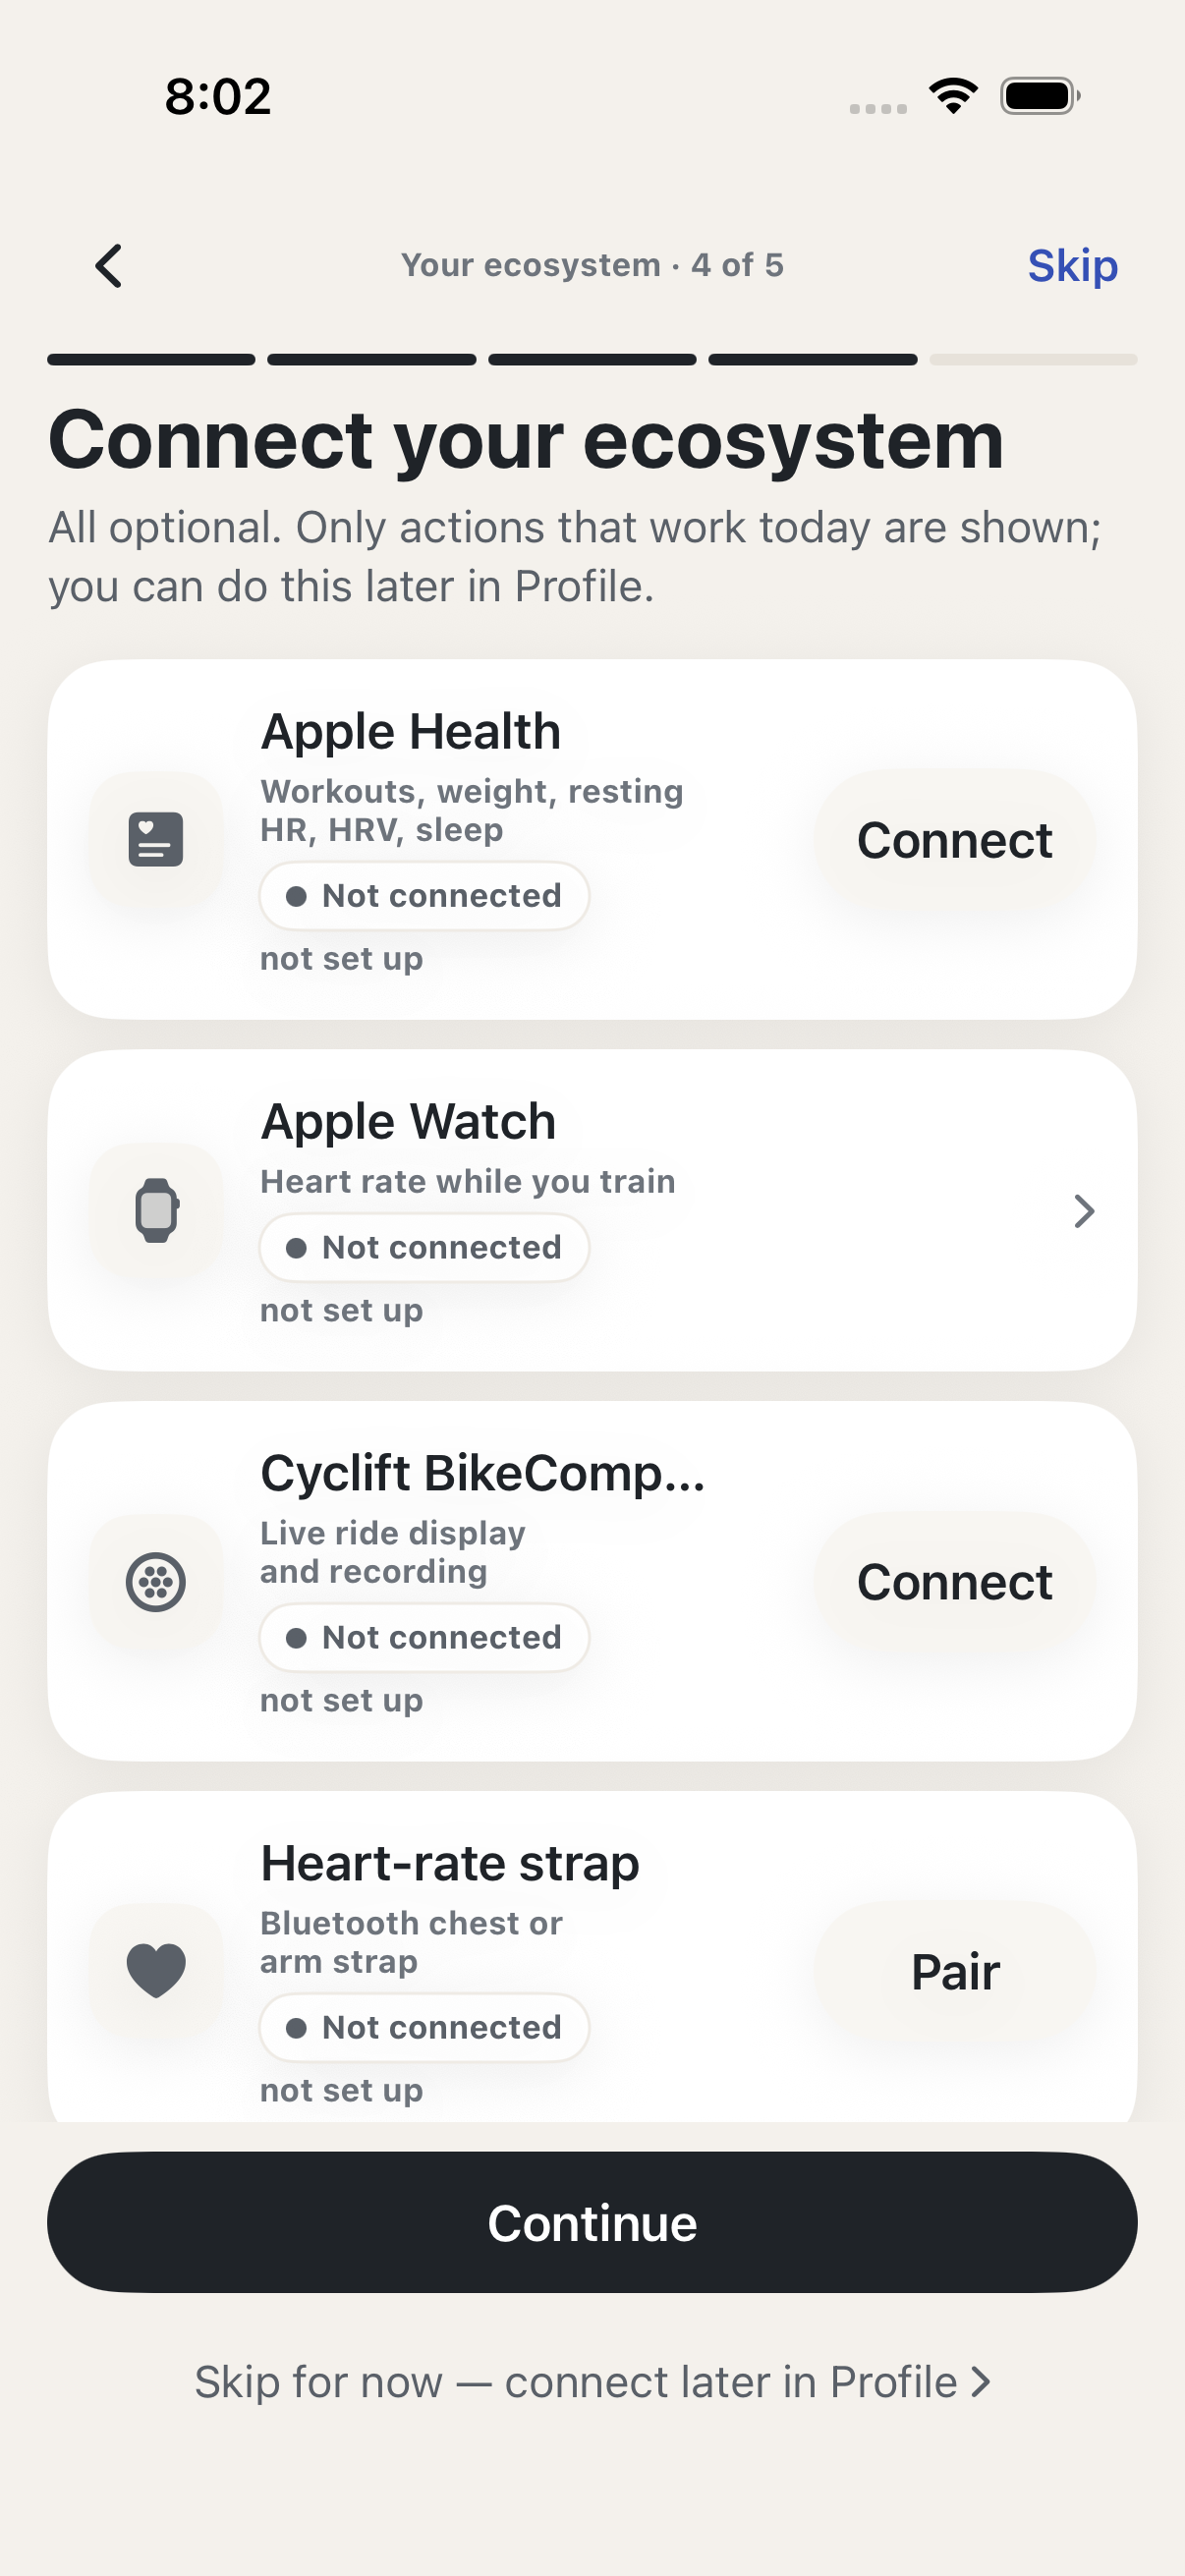 8:02
Your ecosystem · 4 of 5
Skip
Connect your ecosystem
All optional. Only actions that work today are shown;
you can do this later in Profile.
Apple Health
Workouts, weight, resting
HR, HRV, sleep
Not connected
not set up
Connect
Apple Watch
Heart rate while you train
Not connected
not set up
Cyclift BikeComp...
Live ride display
and recording
Not connected
not set up
Connect
Heart-rate strap
Bluetooth chest or
arm strap
Not connected
not set up
Pair
Continue
Skip for now — connect later in Profile